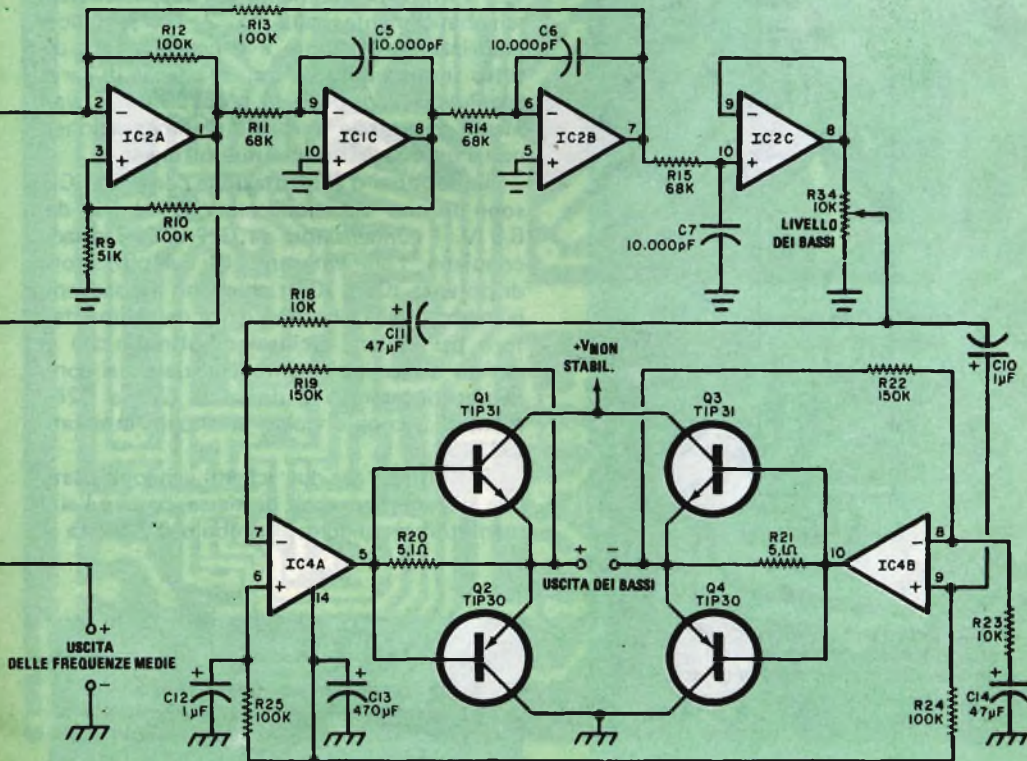 R13
100K
R12
100K
C5
10.000pF
C6
10.000pF
2
−
IC2A
1
3
+
R11
68K
9
−
IC1C
8
10
+
R14
68K
6
−
IC2B
7
5
+
R15
68K
9
−
IC2C
8
10
+
R10
100K
R9
51K
C7
10.000pF
R34
10K
LIVELLO
DEI BASSI
R18
10K
+
C11
47µF
R19
150K
+VNON
STABIL.
R22
150K
C10
1µF
+
Q1
TIP31
Q3
TIP31
7
−
IC4A
5
6
+
14
R20
5,1Ω
+
−
USCITA DEI BASSI
R21
5,1Ω
10
IC4B
8
−
9
+
Q2
TIP30
Q4
TIP30
R23
10K
+
USCITA
DELLE FREQUENZE MEDIE
−
+
C12
1µF
R25
100K
+
C13
470µF
R24
100K
+
C14
47µF